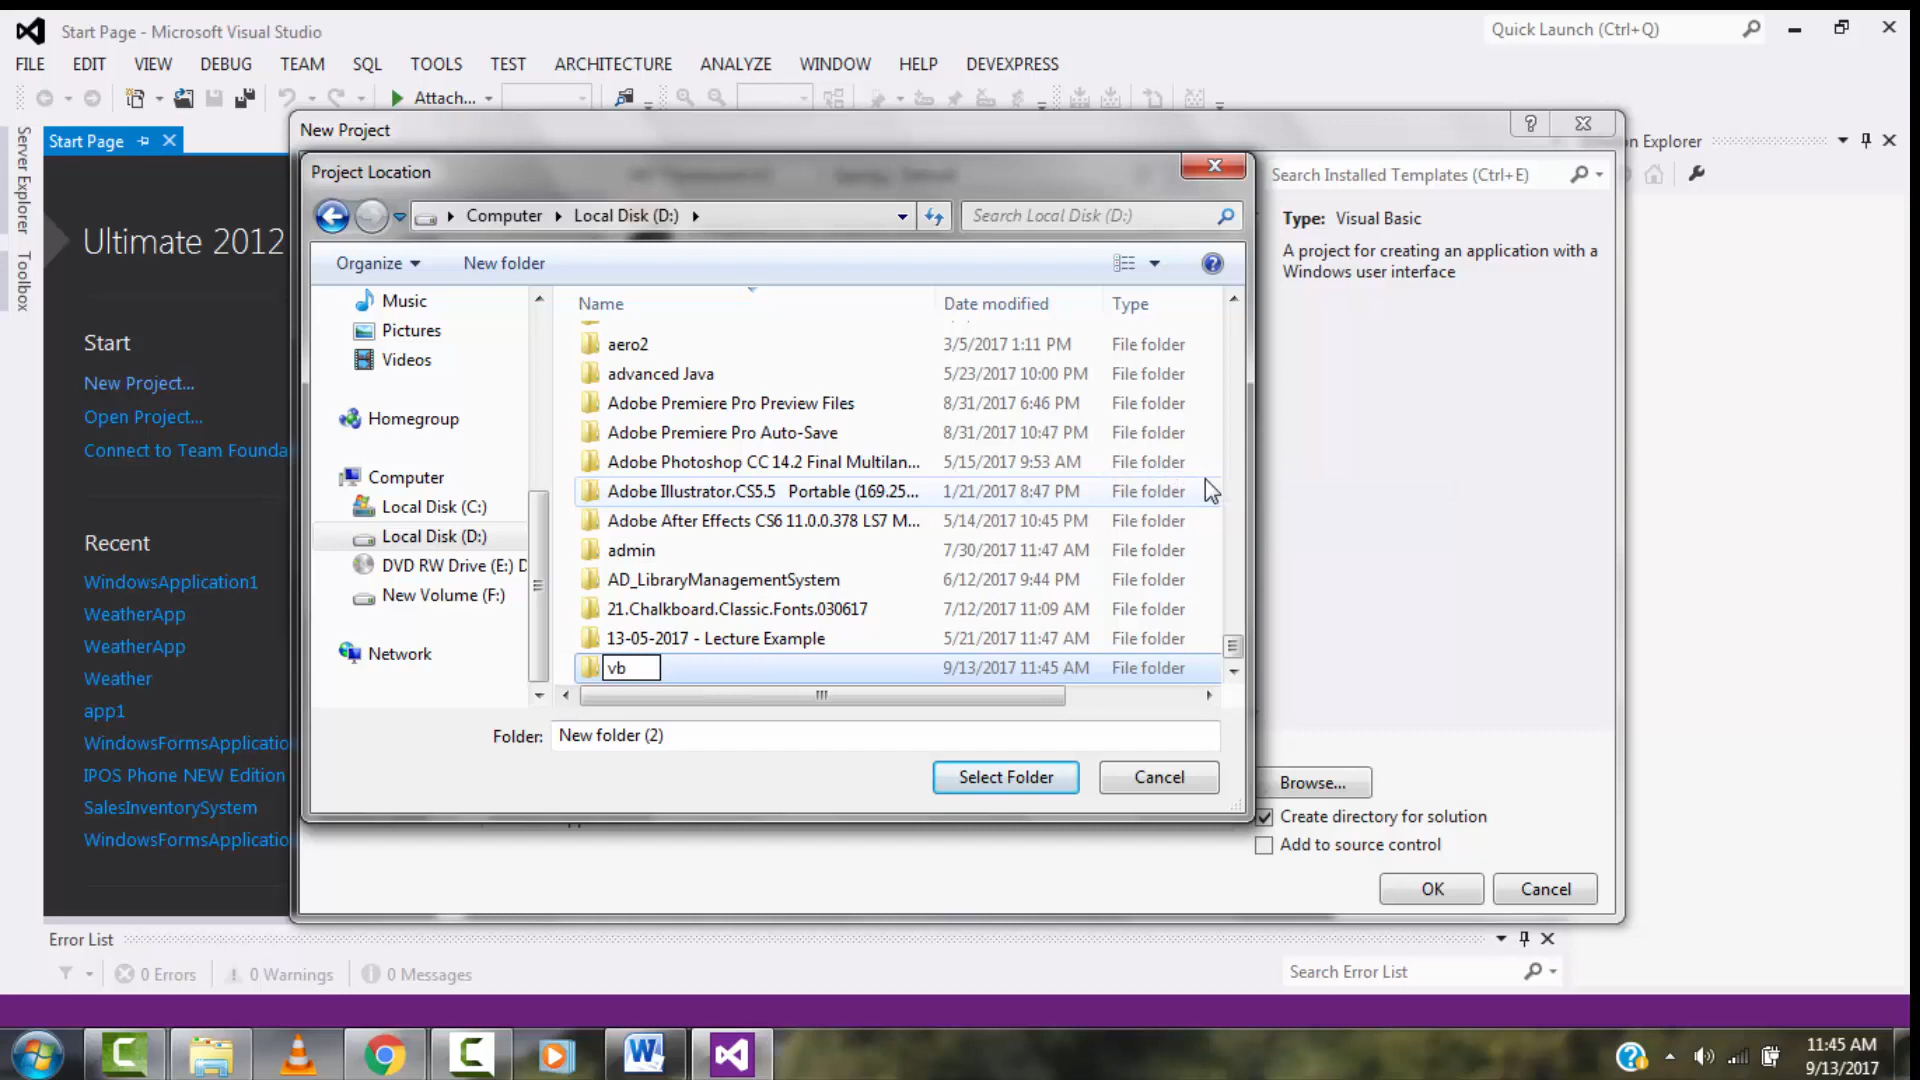 Start Page - Microsoft Visual Studio
Quick Launch (Ctrl+Q)
FILE EDIT VIEW DEBUG TEAM SQL TOOLS TEST ARCHITECTURE ANALYZE WINDOW HELP DEVEXPRESS
Attach...
Server Explorer
Toolbox
Start Page
Ultimate 2012
Start
New Project...
Open Project...
Connect to Team Founda
Recent
WindowsApplication1
WeatherApp
WeatherApp
Weather
app1
WindowsFormsApplicatio
IPOS Phone NEW Edition
SalesInventorySystem
WindowsFormsApplicatio
New Project
Project Location
Computer Local Disk (D:)
Search Local Disk (D:)
Organize New folder
Music
Pictures
Videos
Homegroup
Computer
Local Disk (C:)
Local Disk (D:)
DVD RW Drive (E:) D
New Volume (F:)
Network
Name Date modified Type
aero2 3/5/2017 1:11 PM File folder
advanced Java 5/23/2017 10:00 PM File folder
Adobe Premiere Pro Preview Files 8/31/2017 6:46 PM File folder
Adobe Premiere Pro Auto-Save 8/31/2017 10:47 PM File folder
Adobe Photoshop CC 14.2 Final Multilan... 5/15/2017 9:53 AM File folder
Adobe Illustrator.CS5.5 Portable (169.25... 1/21/2017 8:47 PM File folder
Adobe After Effects CS6 11.0.0.378 LS7 M... 5/14/2017 10:45 PM File folder
admin 7/30/2017 11:47 AM File folder
AD_LibraryManagementSystem 6/12/2017 9:44 PM File folder
21.Chalkboard.Classic.Fonts.030617 7/12/2017 11:09 AM File folder
13-05-2017 - Lecture Example 5/21/2017 11:47 AM File folder
vb 9/13/2017 11:45 AM File folder
Folder: New folder (2)
Select Folder Cancel
Search Installed Templates (Ctrl+E)
Type: Visual Basic
A project for creating an application with a
Windows user interface
Browse...
Create directory for solution
Add to source control
OK Cancel
n Explorer
Error List
0 Errors 0 Warnings 0 Messages
Search Error List
11:45 AM
9/13/2017